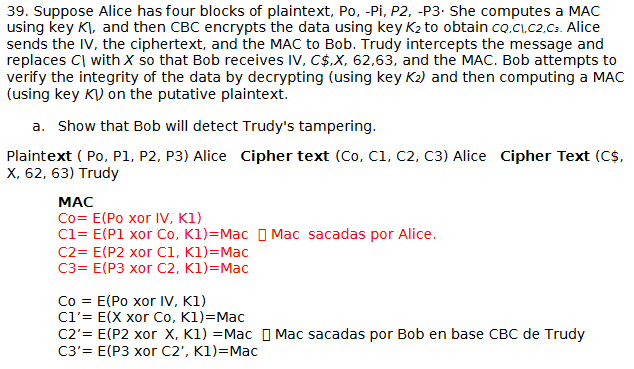 39. Suppose Alice has four blocks of plaintext, Po, -Pi, P2, -P3· She computes a MAC
using key K\, and then CBC encrypts the data using key K2 to obtain CQ,C\,C2,C3. Alice
sends the IV, the ciphertext, and the MAC to Bob. Trudy intercepts the message and
replaces C\ with X so that Bob receives IV, C$,X, 62,63, and the MAC. Bob attempts to
verify the integrity of the data by decrypting (using key K2) and then computing a MAC
(using key K\) on the putative plaintext.
a. Show that Bob will detect Trudy's tampering.
Plaintext ( Po, P1, P2, P3) Alice Cipher text (Co, C1, C2, C3) Alice Cipher Text (C$,
X, 62, 63) Trudy
MAC
Co= E(Po xor IV, K1)
C1= E(P1 xor Co, K1)=Mac  Mac sacadas por Alice.
C2= E(P2 xor C1, K1)=Mac
C3= E(P3 xor C2, K1)=Mac
Co = E(Po xor IV, K1)
C1'= E(X xor Co, K1)=Mac
C2'= E(P2 xor X, K1) =Mac  Mac sacadas por Bob en base CBC de Trudy
C3'= E(P3 xor C2', K1)=Mac